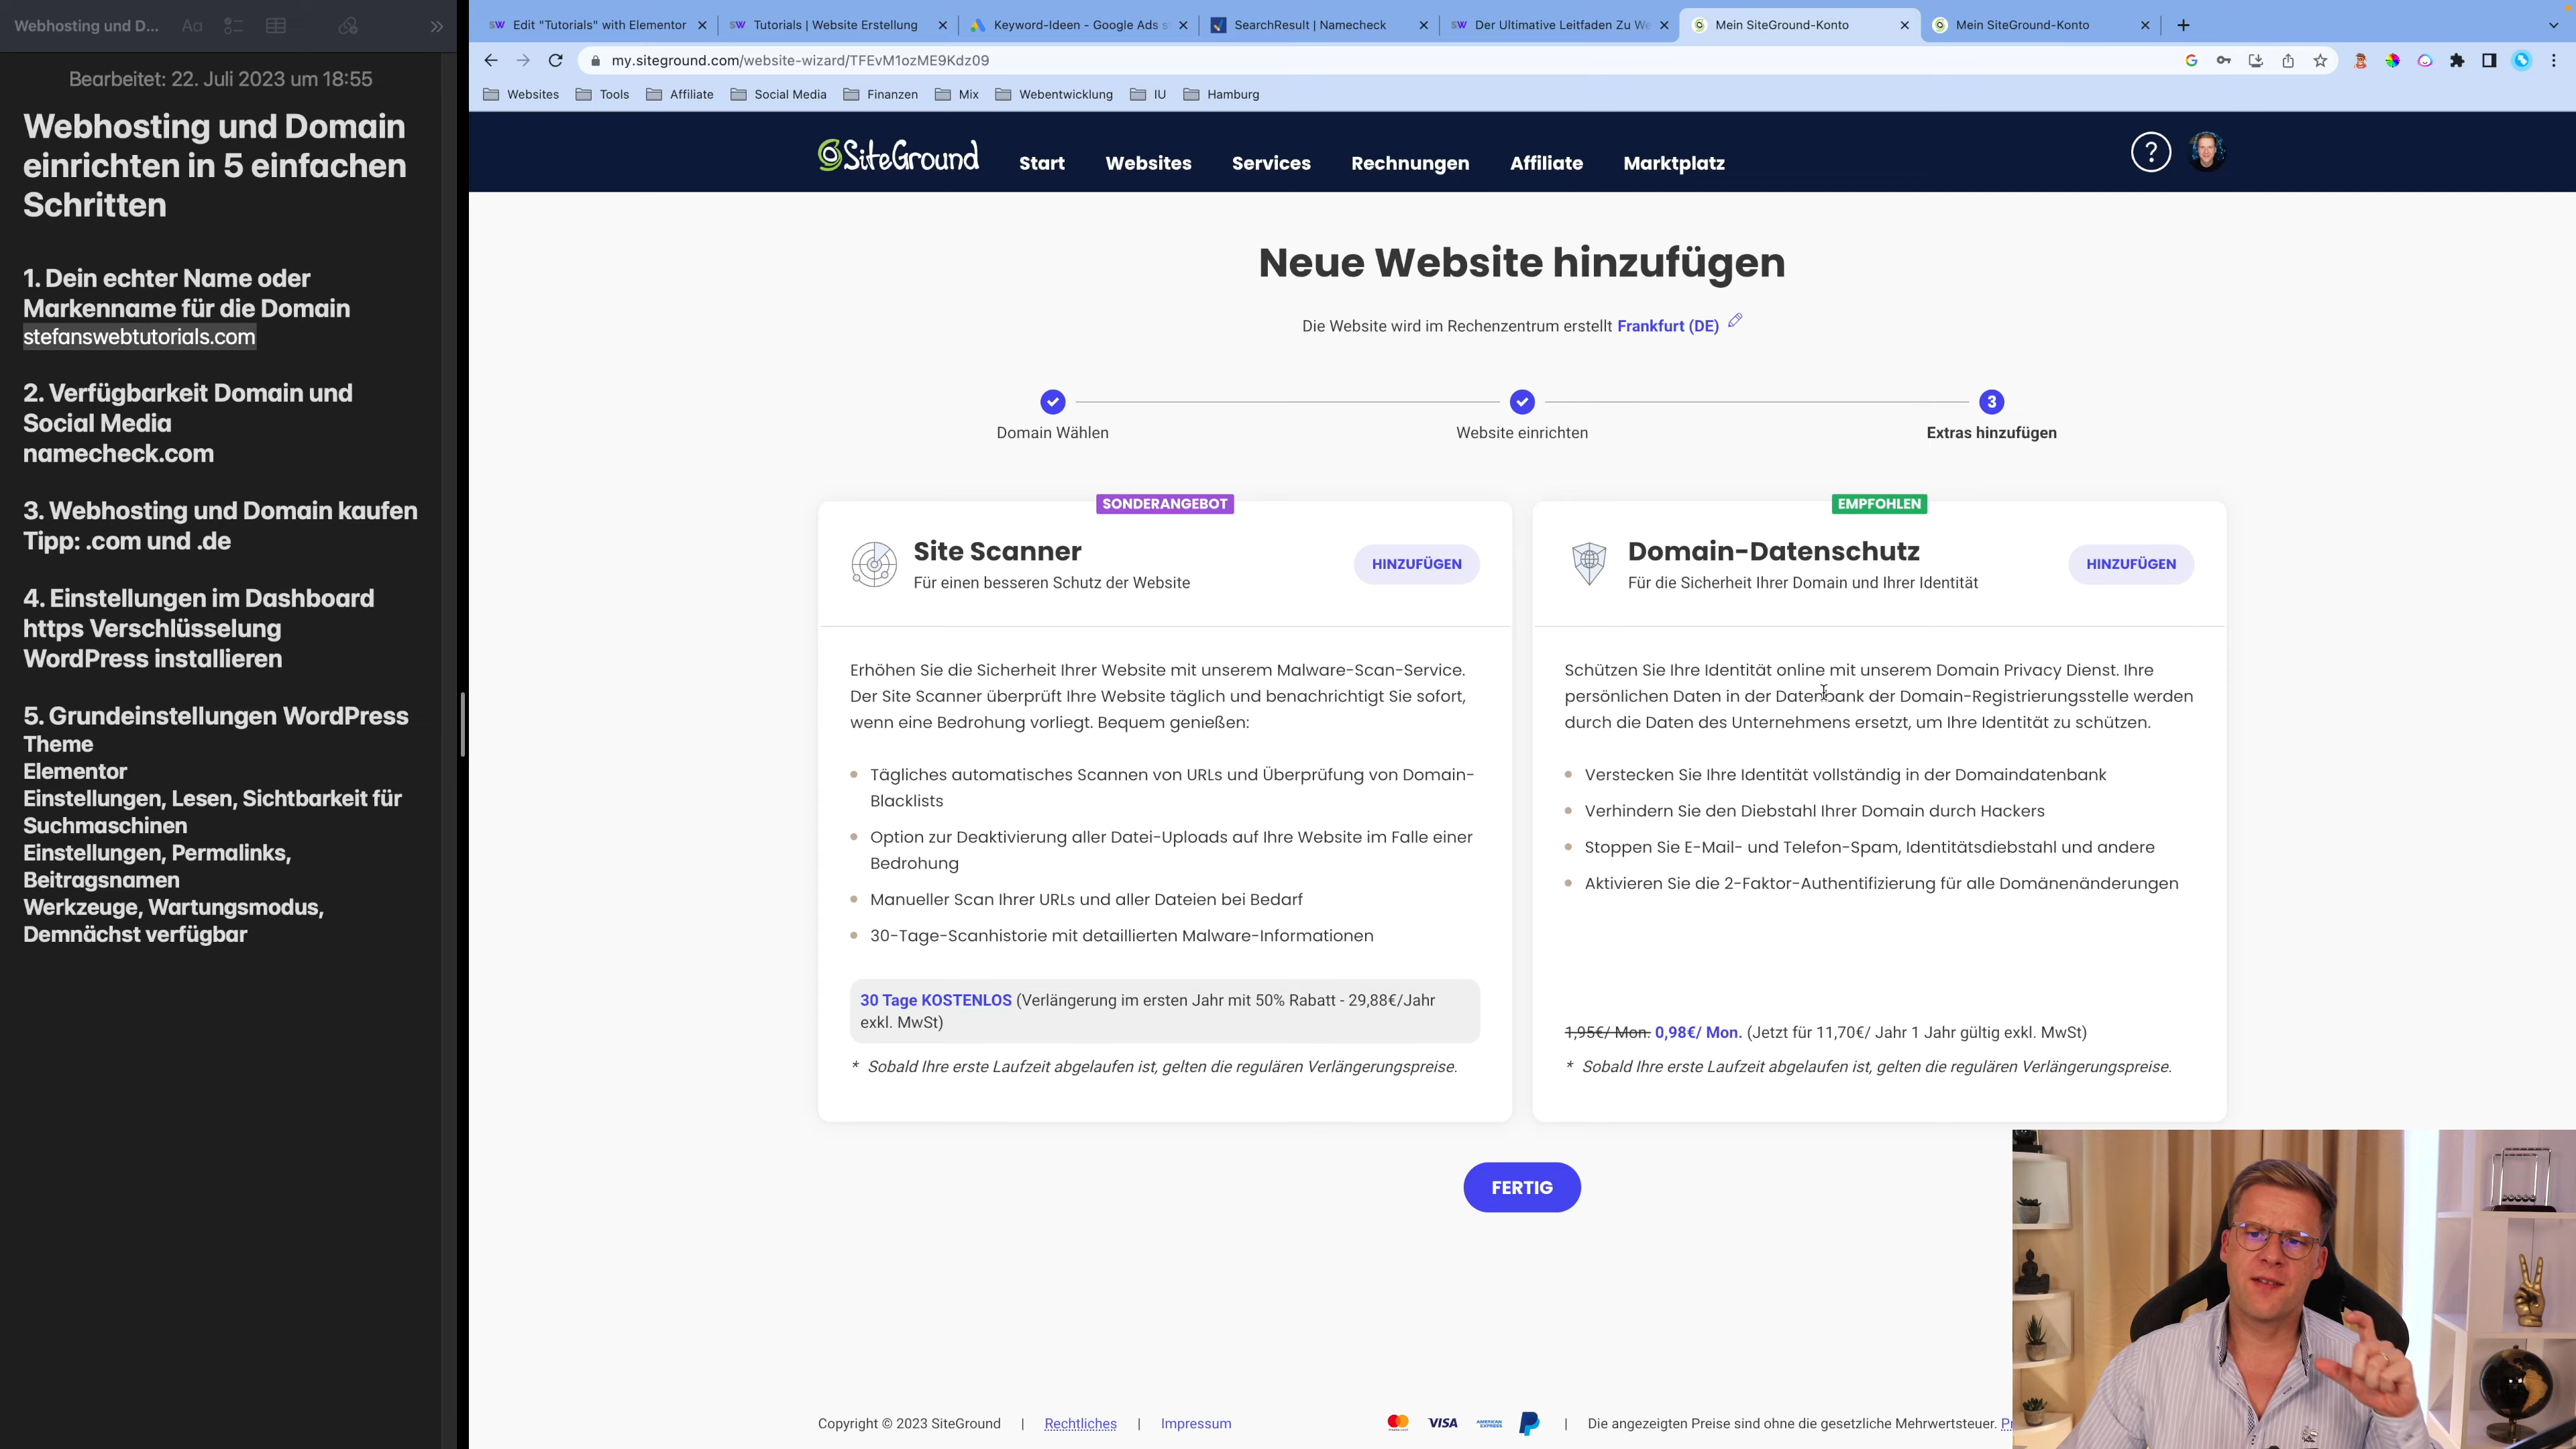 Webhosting und D...
Aa
Bearbeitet: 22. Juli 2023 um 18:55
Webhosting und Domain
einrichten in 5 einfachen
Schritten
1. Dein echter Name oder
Markenname für die Domain
stefanswebtutorials.com
2. Verfügbarkeit Domain und
Social Media
namecheck.com
3. Webhosting und Domain kaufen
Tipp: .com und .de
4. Einstellungen im Dashboard
https Verschlüsselung
WordPress installieren
5. Grundeinstellungen WordPress
Theme
Elementor
Einstellungen, Lesen, Sichtbarkeit für
Suchmaschinen
Einstellungen, Permalinks,
Beitragsnamen
Werkzeuge, Wartungsmodus,
Demnächst verfügbar
Edit "Tutorials" with Elementor
Tutorials | Website Erstellung
Keyword-Ideen - Google Ads
SearchResult | Namecheck
Der Ultimative Leitfaden Zu We
Mein SiteGround-Konto
Mein SiteGround-Konto
my.siteground.com/website-wizard/TFEvM1ozME9Kdz09
Websites Tools Affiliate Social Media Finanzen Mix Webentwicklung IU Hamburg
SiteGround Start Websites Services Rechnungen Affiliate Marktplatz ?
Neue Website hinzufügen
Die Website wird im Rechenzentrum erstellt Frankfurt (DE)
3
Domain Wählen Website einrichten Extras hinzufügen
SONDERANGEBOT
Site Scanner
Für einen besseren Schutz der Website
HINZUFÜGEN
Erhöhen Sie die Sicherheit Ihrer Website mit unserem Malware-Scan-Service.
Der Site Scanner überprüft Ihre Website täglich und benachrichtigt Sie sofort,
wenn eine Bedrohung vorliegt. Bequem genießen:
Tägliches automatisches Scannen von URLs und Überprüfung von Domain-
Blacklists
Option zur Deaktivierung aller Datei-Uploads auf Ihre Website im Falle einer
Bedrohung
Manueller Scan Ihrer URLs und aller Dateien bei Bedarf
30-Tage-Scanhistorie mit detaillierten Malware-Informationen
30 Tage KOSTENLOS (Verlängerung im ersten Jahr mit 50% Rabatt - 29,88€/Jahr
exkl. MwSt)
* Sobald Ihre erste Laufzeit abgelaufen ist, gelten die regulären Verlängerungspreise.
EMPFOHLEN
Domain-Datenschutz
Für die Sicherheit Ihrer Domain und Ihrer Identität
HINZUFÜGEN
Schützen Sie Ihre Identität online mit unserem Domain Privacy Dienst. Ihre
persönlichen Daten in der Datenbank der Domain-Registrierungsstelle werden
durch die Daten des Unternehmens ersetzt, um Ihre Identität zu schützen.
Verstecken Sie Ihre Identität vollständig in der Domaindatenbank
Verhindern Sie den Diebstahl Ihrer Domain durch Hackers
Stoppen Sie E-Mail- und Telefon-Spam, Identitätsdiebstahl und andere
Aktivieren Sie die 2-Faktor-Authentifizierung für alle Domänenänderungen
1,95€/ Mon. 0,98€/ Mon. (Jetzt für 11,70€/ Jahr 1 Jahr gültig exkl. MwSt)
* Sobald Ihre erste Laufzeit abgelaufen ist, gelten die regulären Verlängerungspreise.
FERTIG
Copyright © 2023 SiteGround | Rechtliches | Impressum
VISA AMERICAN EXPRESS | Die angezeigten Preise sind ohne die gesetzliche Mehrwertsteuer.